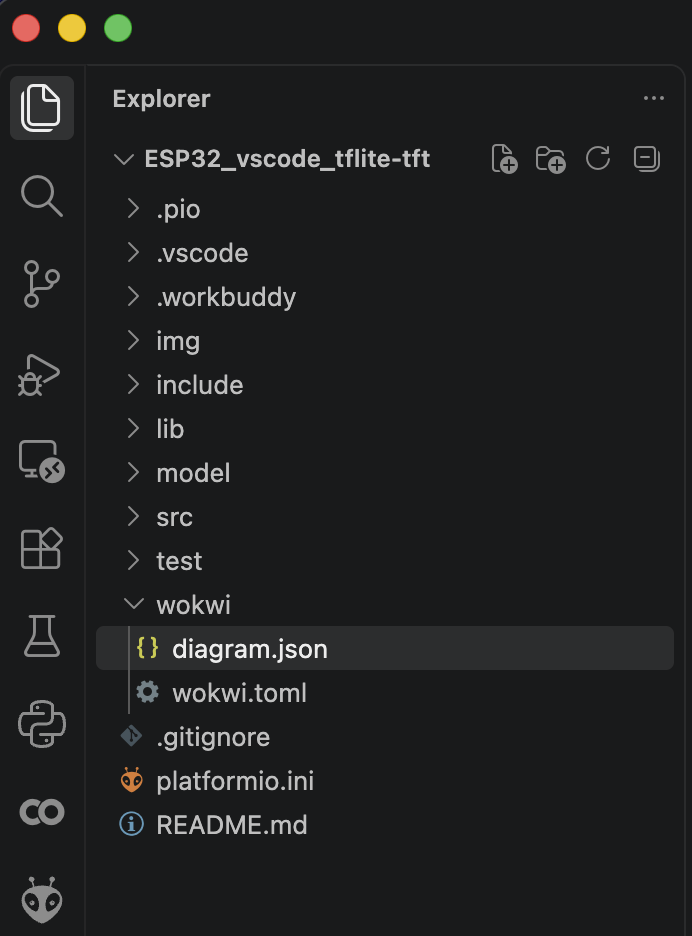 Explorer
ESP32_vscode_tflite-tft
.pio
.vscode
.workbuddy
img
include
lib
model
src
test
wokwi
{} diagram.json
wokwi.toml
.gitignore
platformio.ini
README.md